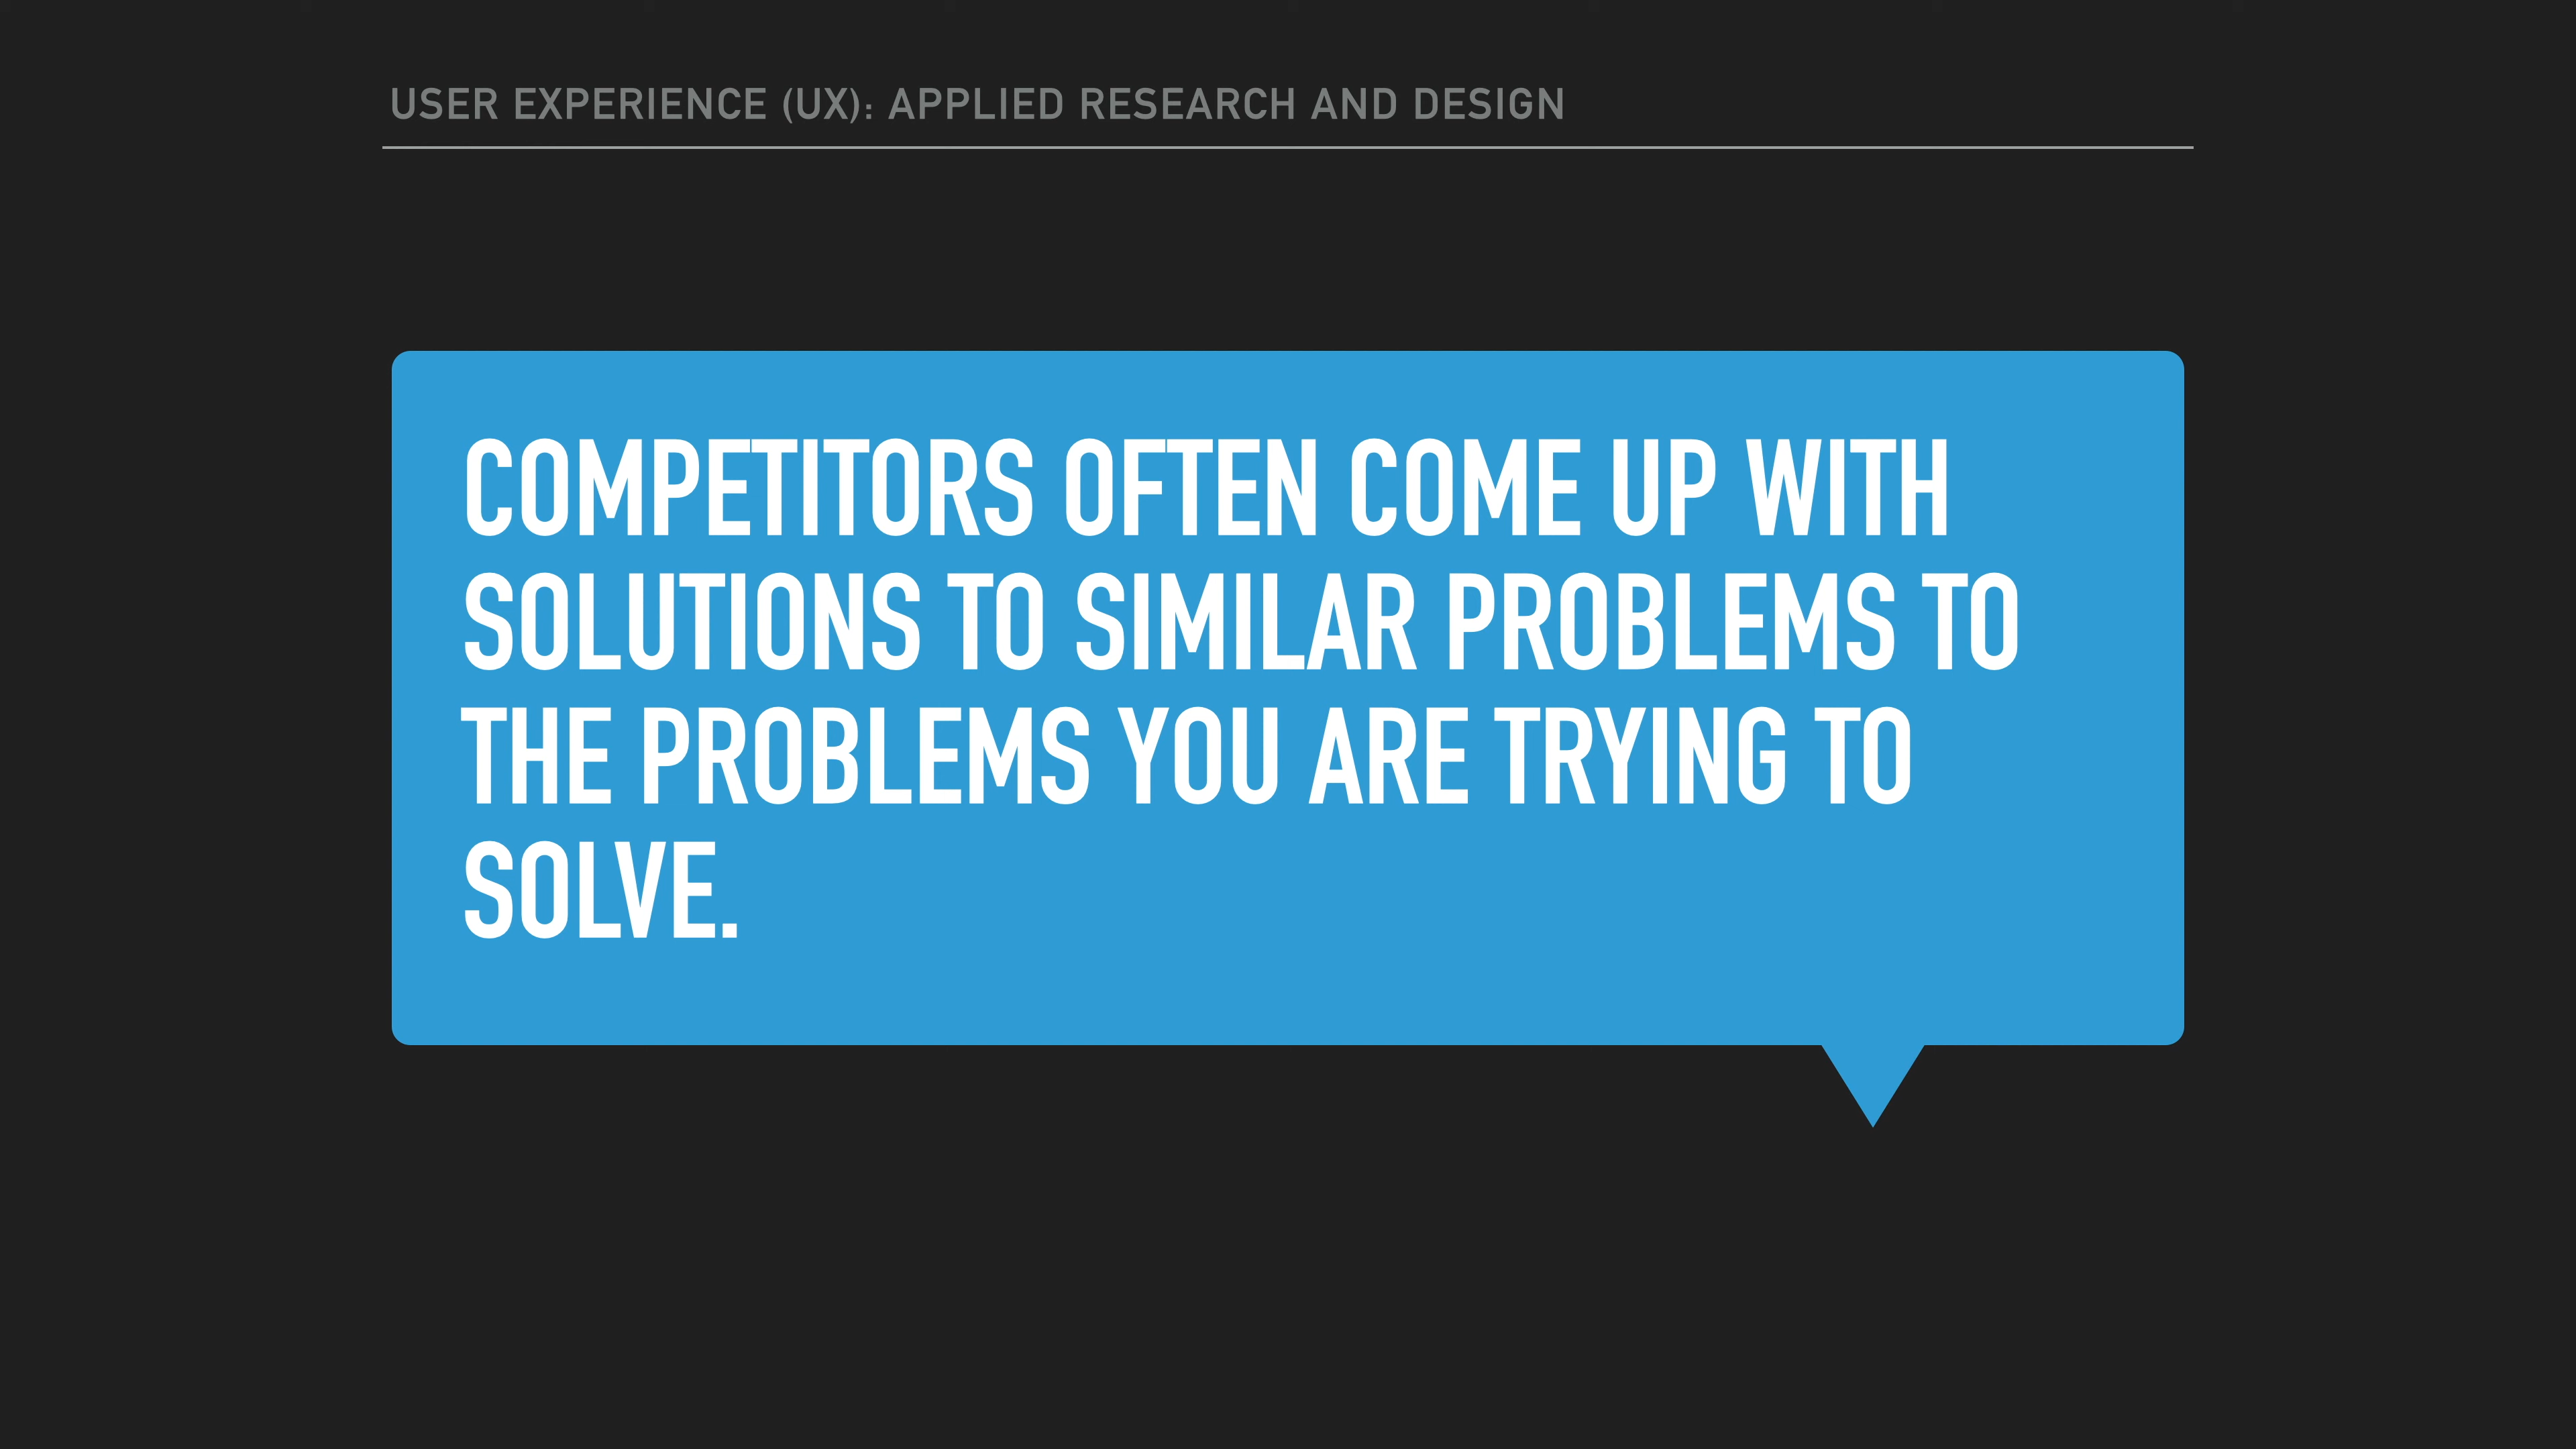 USER EXPERIENCE (UX): APPLIED RESEARCH AND DESIGN
COMPETITORS OFTEN COME UP WITH
SOLUTIONS TO SIMILAR PROBLEMS TO
THE PROBLEMS YOU ARE TRYING TO
SOLVE.